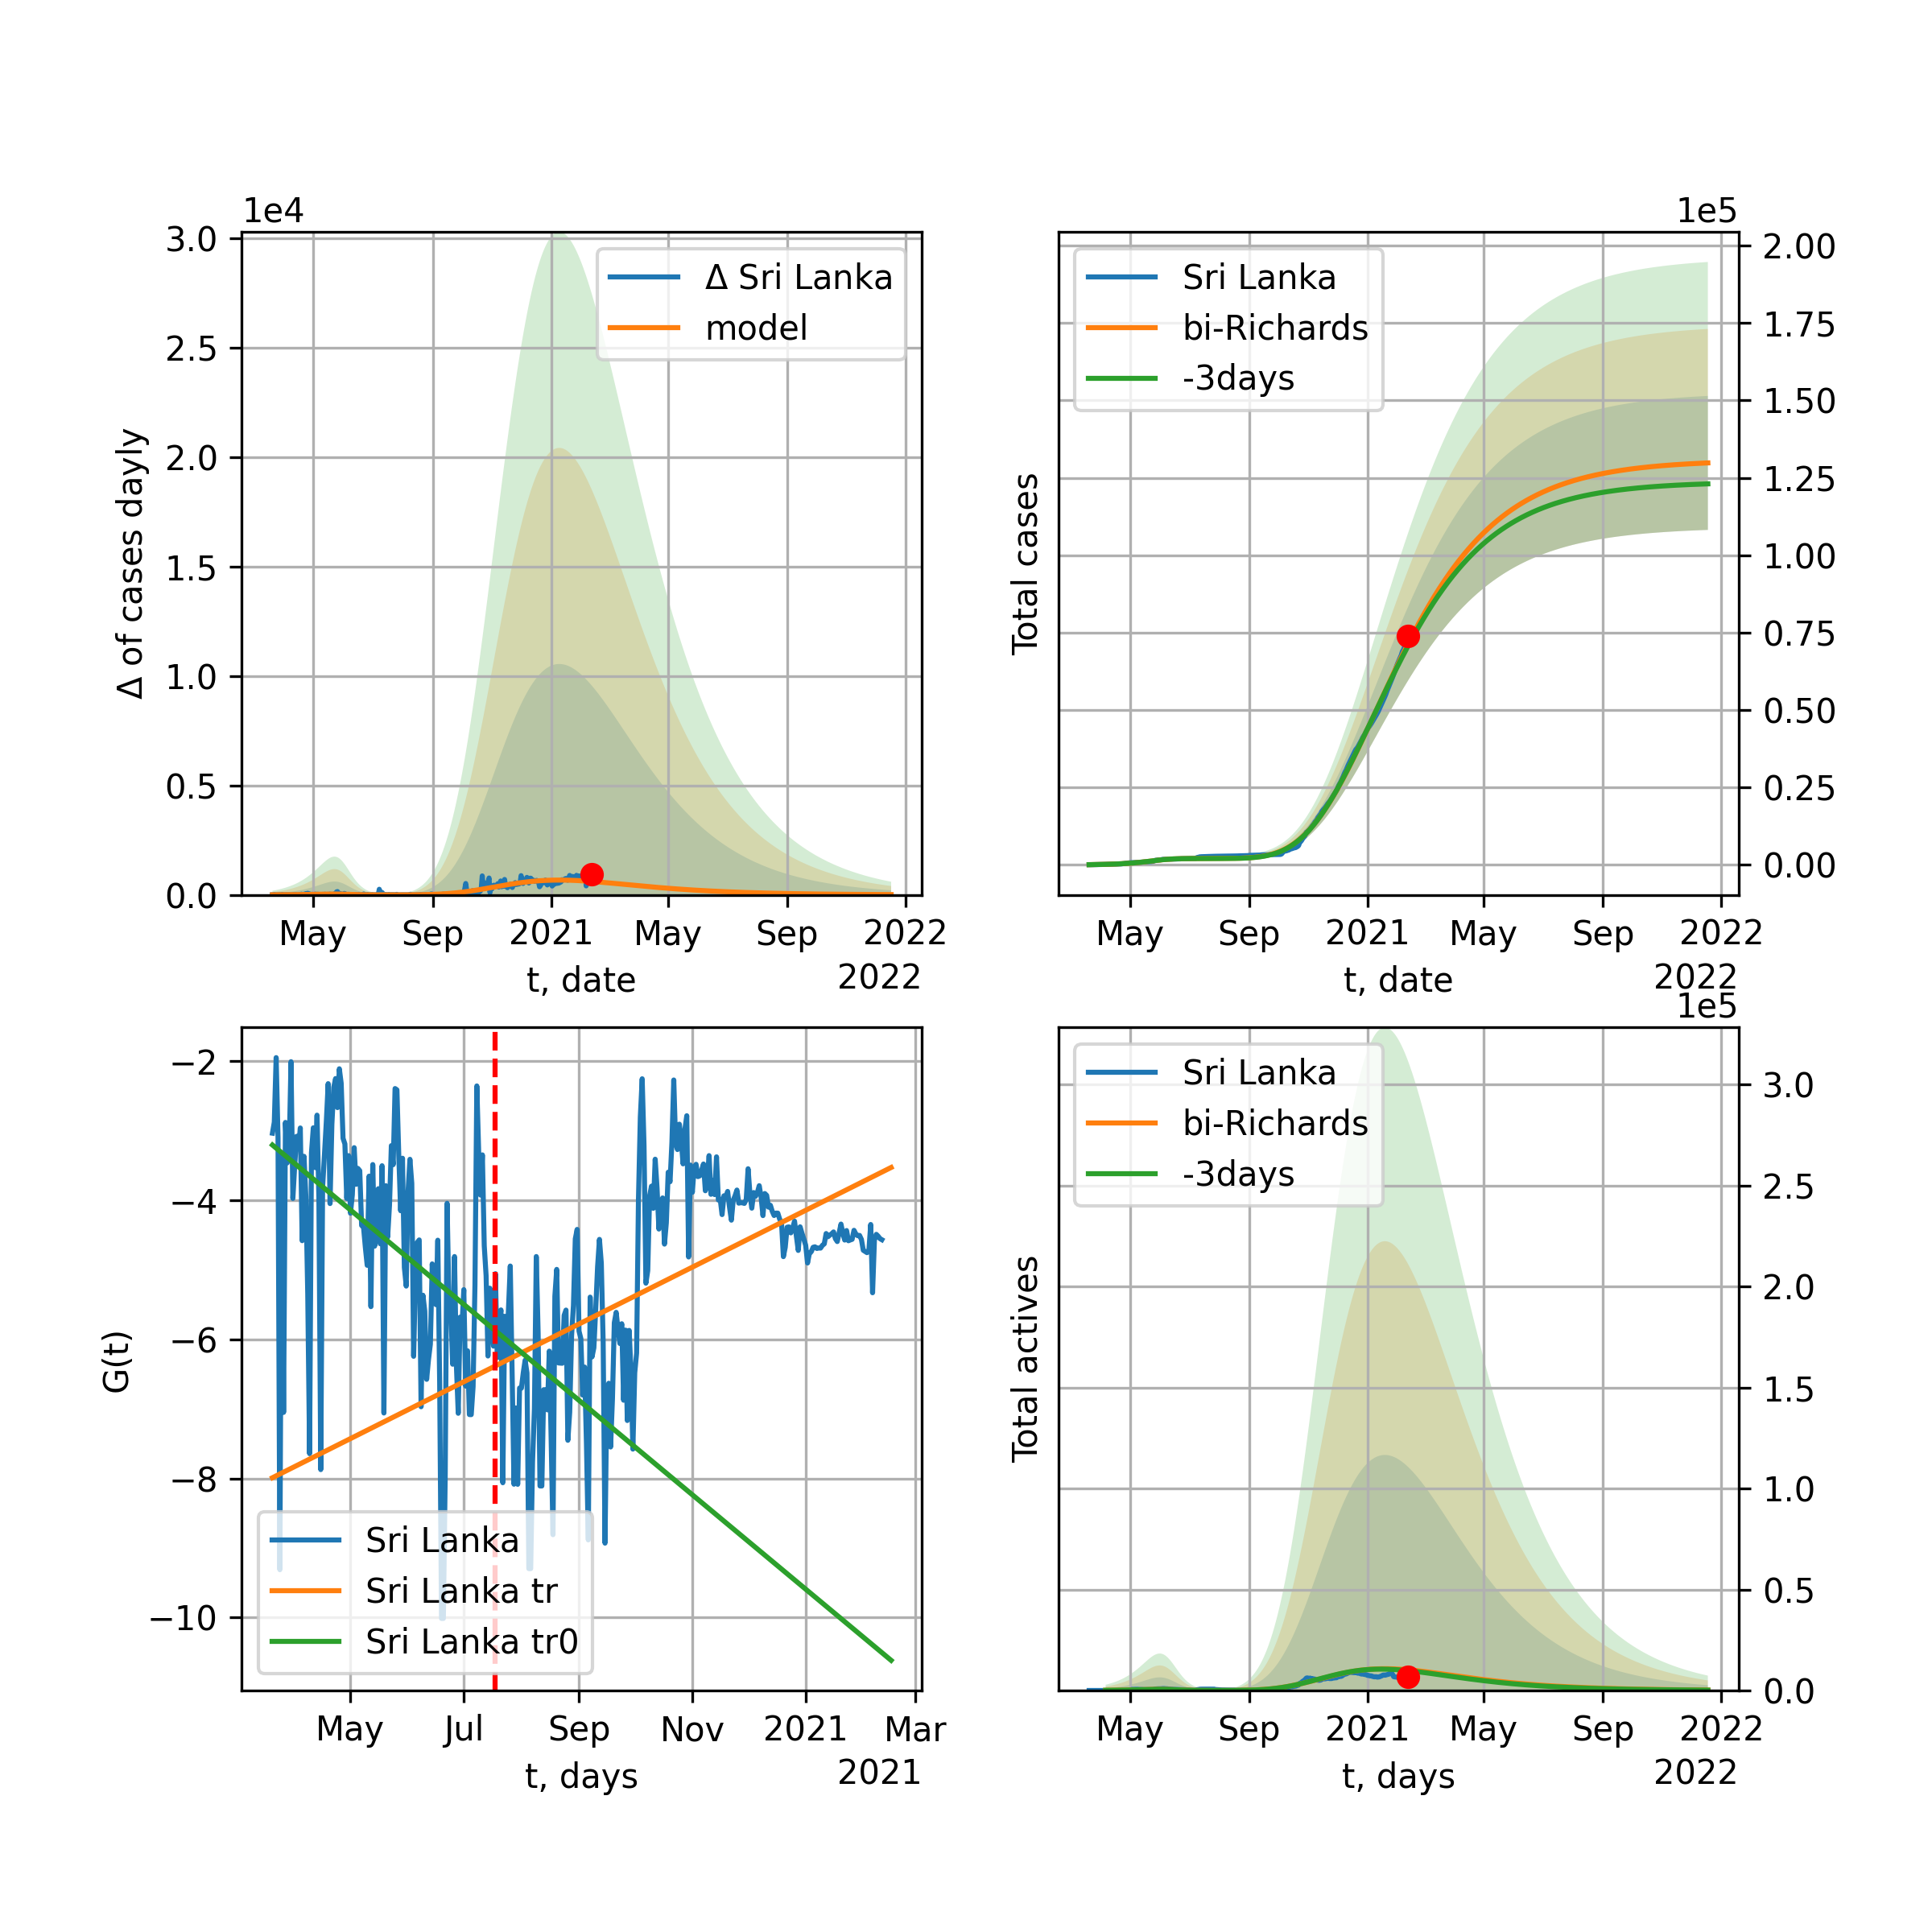 1e4
3.0
2.5
2.0
1.5
1.0
0.5
0.0
Δ of cases dayly
Δ Sri Lanka
model
May Sep 2021 May Sep 2022
t, date
2022
1e5
Sri Lanka
bi-Richards
-3days
Total cases
2.00
1.75
1.50
1.25
1.00
0.75
0.50
0.25
0.00
May Sep 2021 May Sep 2022
t, date
2022
−2
−4
−6
−8
−10
G(t)
Sri Lanka
Sri Lanka tr
Sri Lanka tr0
May Jul Sep Nov 2021 Mar
t, days
2021
1e5
Sri Lanka
bi-Richards
-3days
Total actives
3.0
2.5
2.0
1.5
1.0
0.5
0.0
May Sep 2021 May Sep 2022
t, days
2022